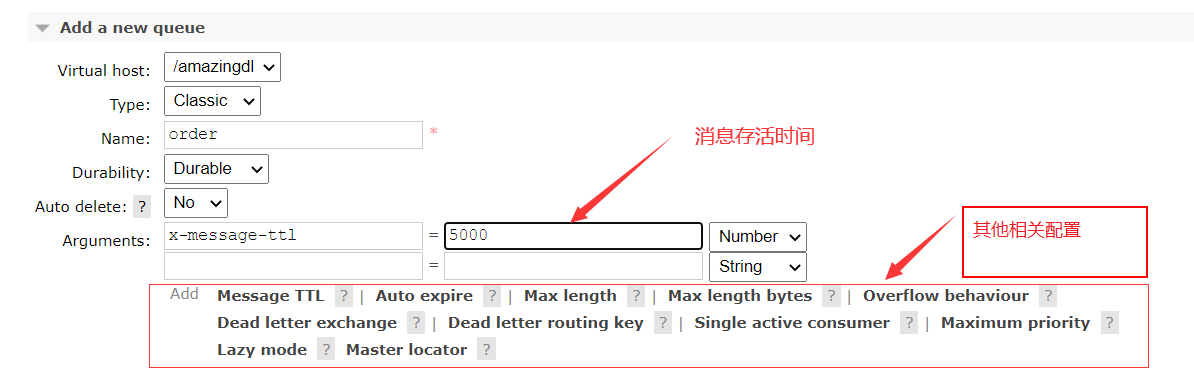 Add a new queue
Virtual host: /amazingdl
Type: Classic
Name: order *
消息存活时间
Durability: Durable
Auto delete: ? No
Arguments: x-message-ttl = 5000 Number
= String
其他相关配置
Add Message TTL ? | Auto expire ? | Max length ? | Max length bytes ? | Overflow behaviour ?
Dead letter exchange ? | Dead letter routing key ? | Single active consumer ? | Maximum priority ?
Lazy mode ? Master locator ?